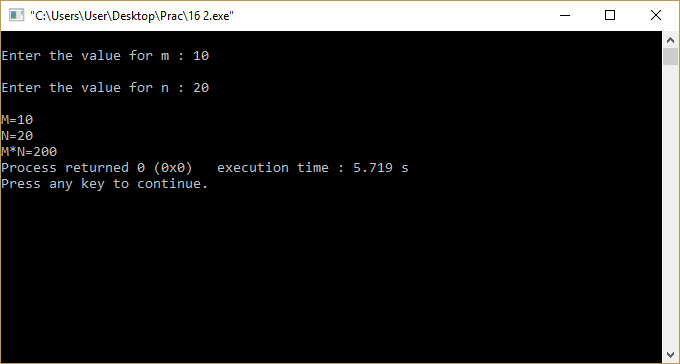 "C:\Users\User\Desktop\Prac\16 2.exe"
Enter the value for m : 10
Enter the value for n : 20
M=10
N=20
M*N=200
Process returned 0 (0x0)   execution time : 5.719 s
Press any key to continue.